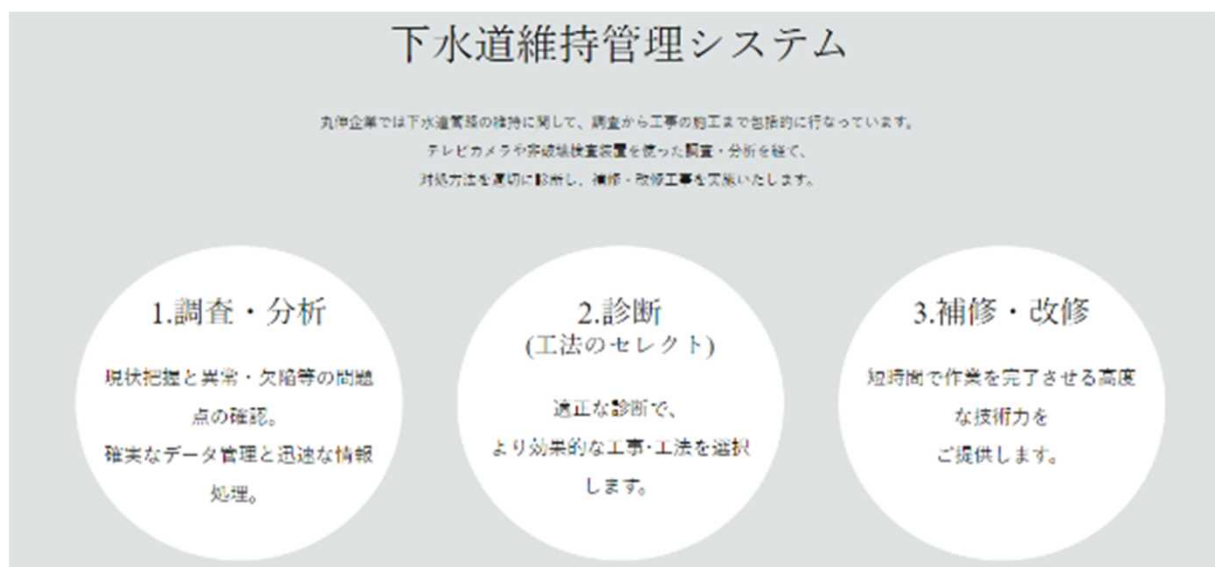 下水道維持管理システム
丸伸企業では下水道管路の維持に関して、調査から工事の施工まで包括的に行なっています。
テレビカメラや非破壊検査装置を使った調査・分析を経て、
対処方法を適切に診断し、補修・改修工事を実施いたします。
1.調査・分析
現状把握と異常・欠陥等の問題
点の確認。
確実なデータ管理と迅速な情報
処理。
2.診断
(工法のセレクト)
適正な診断で、
より効果的な工事･工法を選択
します。
3.補修・改修
短時間で作業を完了させる高度
な技術力を
ご提供します。